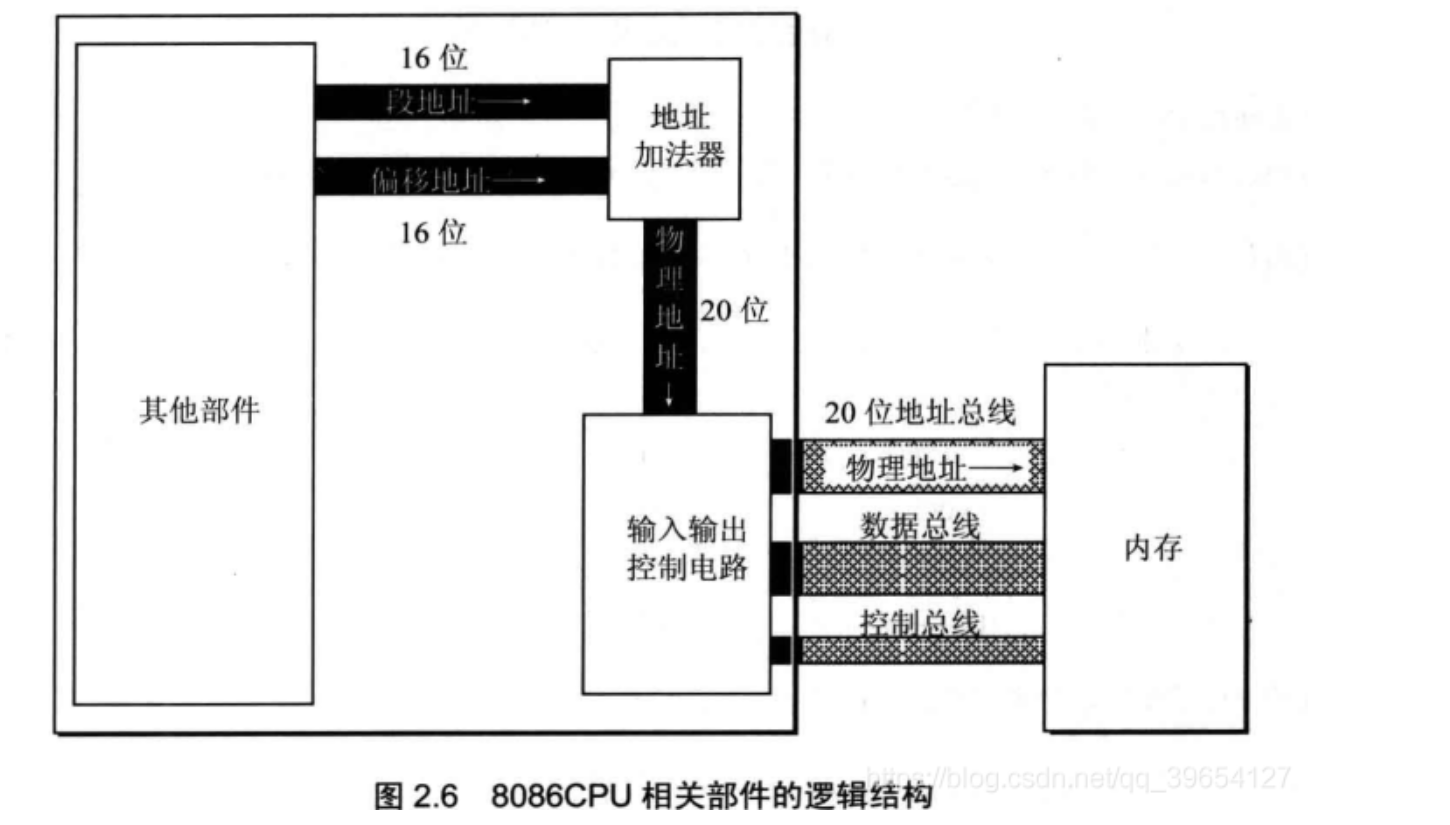 16 位
段地址
偏移地址
16 位
地址
加法器
物
理
地
址
20 位
其他部件
输入输出
控制电路
20 位地址总线
物理地址
数据总线
控制总线
内存
图 2.6 8086CPU 相关部件的逻辑结构
https://blog.csdn.net/qq_39654127